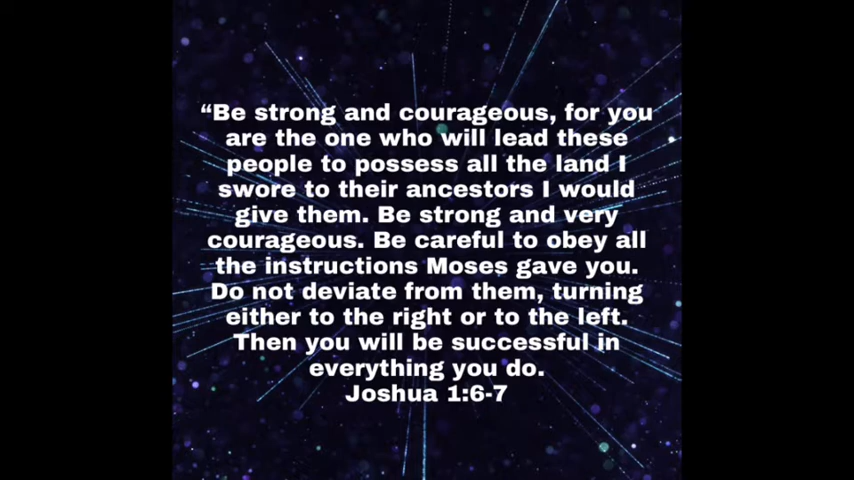 “Be strong and courageous, for you
are the one who will lead these
people to possess all the land I
swore to their ancestors I would
give them. Be strong and very
courageous. Be careful to obey all
the instructions Moses gave you.
Do not deviate from them, turning
either to the right or to the left.
Then you will be successful in
everything you do.
Joshua 1:6-7